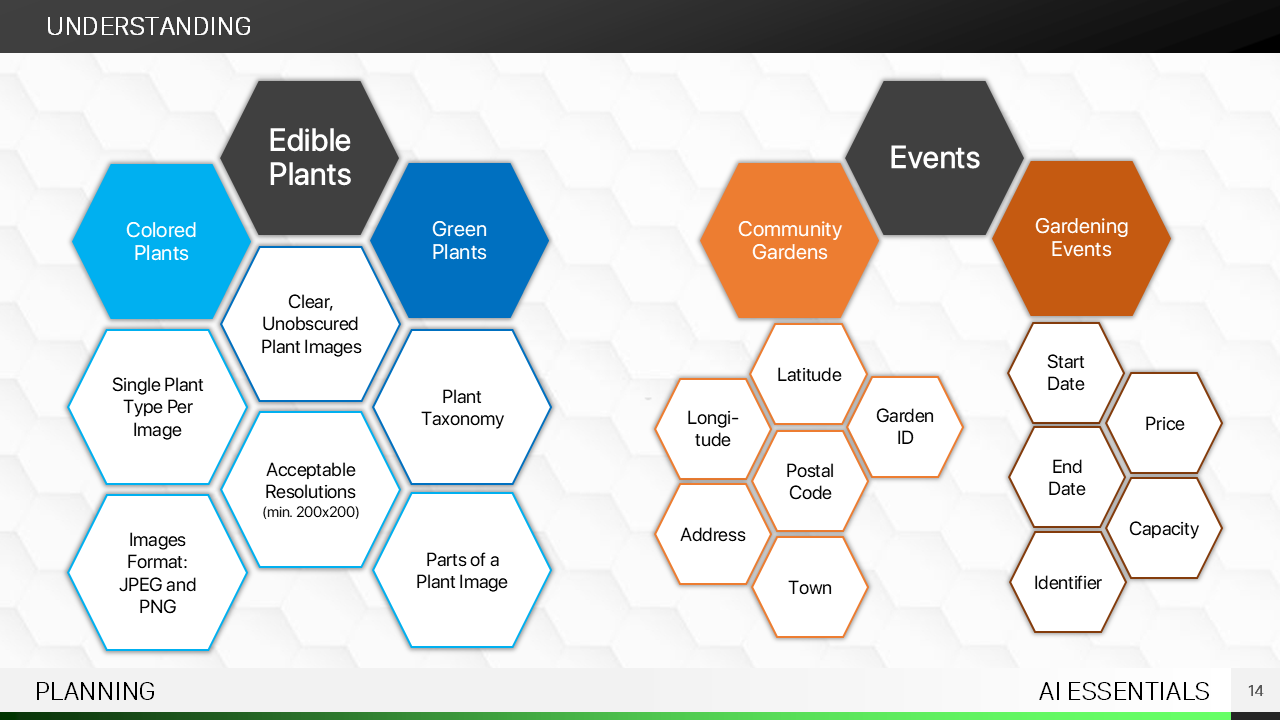 UNDERSTANDING
Edible
Plants
Colored
Plants
Green
Plants
Clear,
Unobscured
Plant Images
Single Plant
Type Per
Image
Plant
Taxonomy
Acceptable
Resolutions
(min. 200x200)
Images
Format:
JPEG and
PNG
Parts of a
Plant Image
Events
Community
Gardens
Gardening
Events
Latitude
Longi-
tude
Garden
ID
Postal
Code
Address
Town
Start
Date
Price
End
Date
Capacity
Identifier
PLANNING
AI ESSENTIALS
14